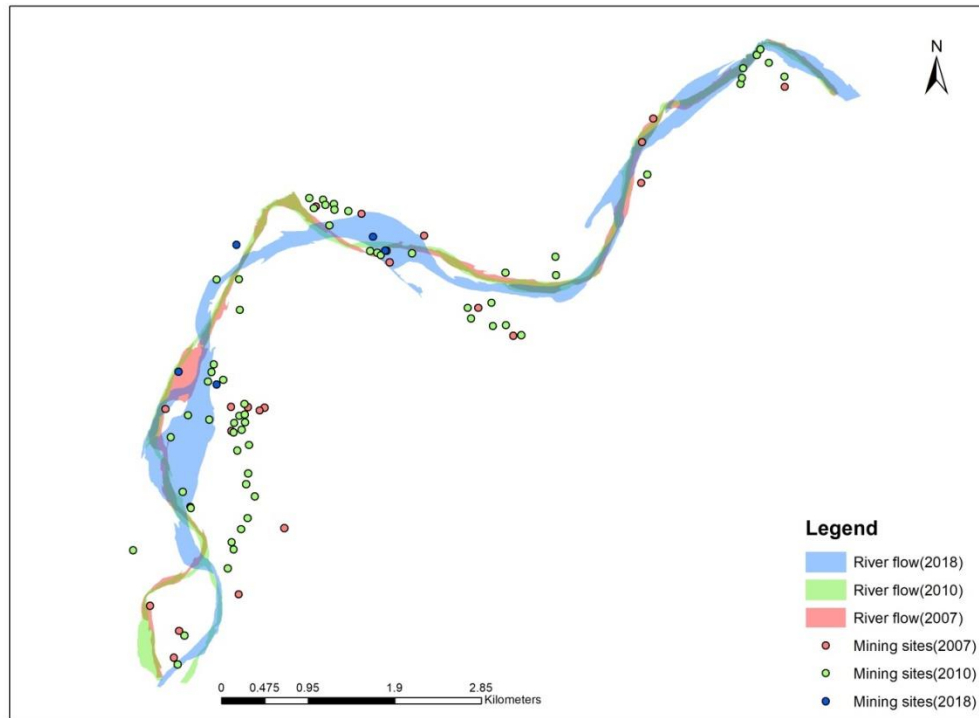 N
Legend
River flow(2018)
River flow(2010)
River flow(2007)
Mining sites(2007)
Mining sites(2010)
Mining sites(2018)
0 0.475 0.95 1.9 2.85
Kilometers